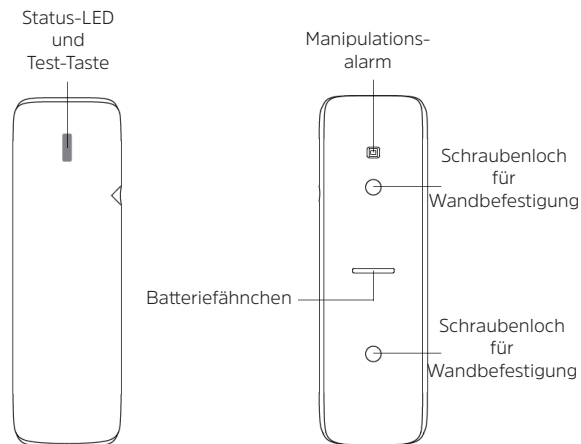 Status-LED
und
Test-Taste
Manipulations-
alarm
Schraubenloch
für
Wandbefestigung
Batteriefähnchen
Schraubenloch
für
Wandbefestigung